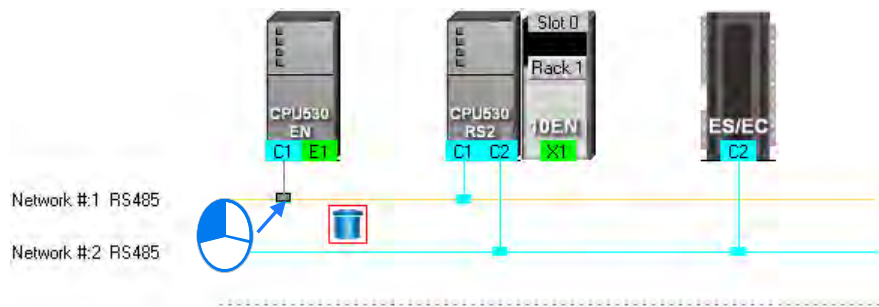 Slot 0
Rack 1
CPU530
EN
C1 E1
CPU530
RS2
C1 C2
10EN
X1
ES/EC
C2
Network #:1 RS485
Network #:2 RS485